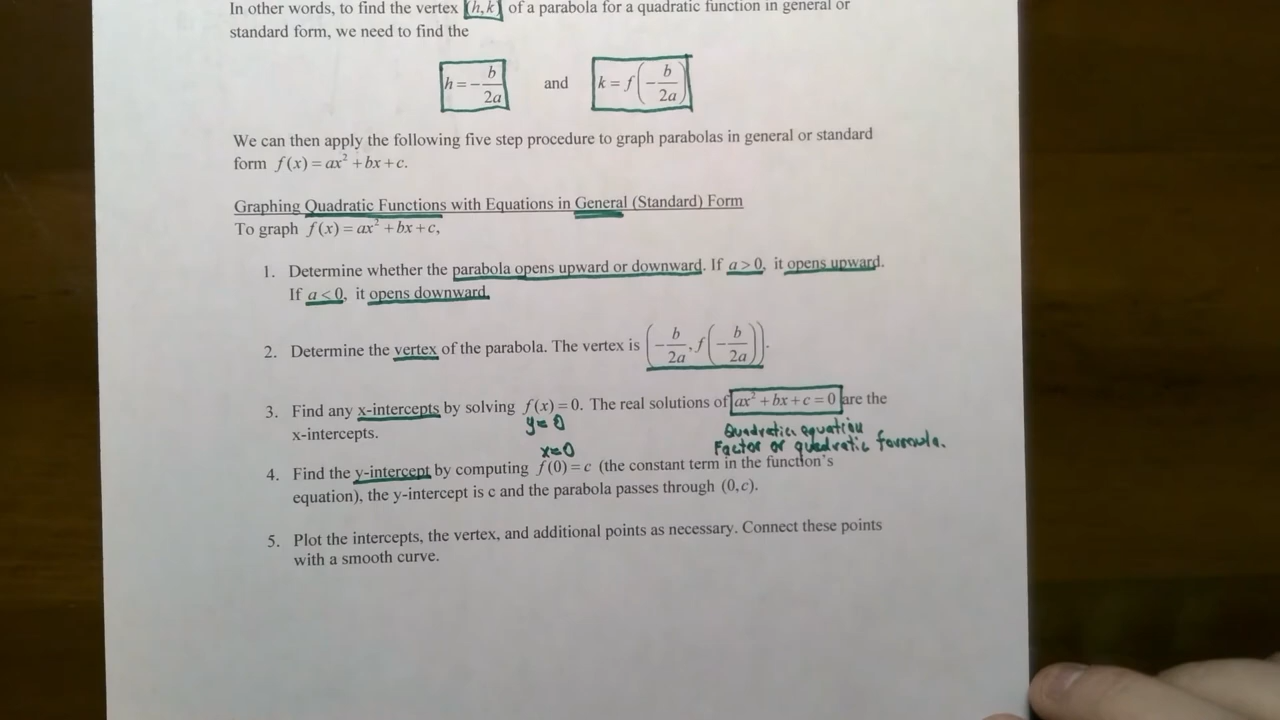 In other words, to find the vertex (h,k) of a parabola for a quadratic function in general or
standard form, we need to find the
h = -b/2a and k = f(-b/2a)
We can then apply the following five step procedure to graph parabolas in general or standard
form f(x) = ax² + bx + c.
Graphing Quadratic Functions with Equations in General (Standard) Form
To graph f(x) = ax² + bx + c,
1. Determine whether the parabola opens upward or downward. If a > 0, it opens upward.
If a < 0, it opens downward.
2. Determine the vertex of the parabola. The vertex is (-b/2a, f(-b/2a)).
3. Find any x-intercepts by solving f(x) = 0. The real solutions of ax² + bx + c = 0 are the
x-intercepts.
y=0 Quadratic equation
x=0 Factor or quadratic formula.
4. Find the y-intercept by computing f(0) = c (the constant term in the function's
equation), the y-intercept is c and the parabola passes through (0,c).
5. Plot the intercepts, the vertex, and additional points as necessary. Connect these points
with a smooth curve.